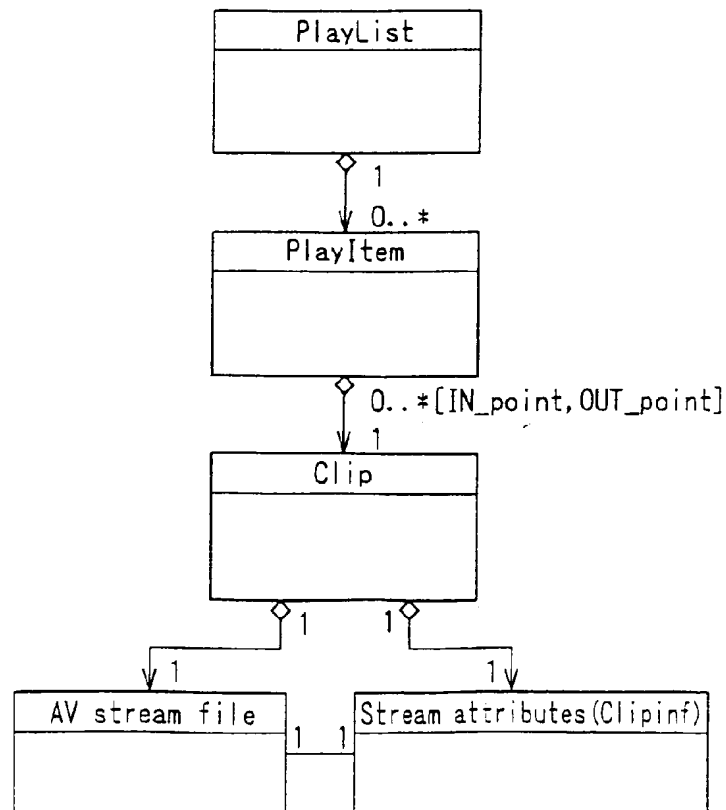 PlayList
1
0..*
PlayItem
0..*[IN_point,OUT_point]
1
Clip
1 1
1 1
AV stream file
Stream attributes(Clipinf)
1 1